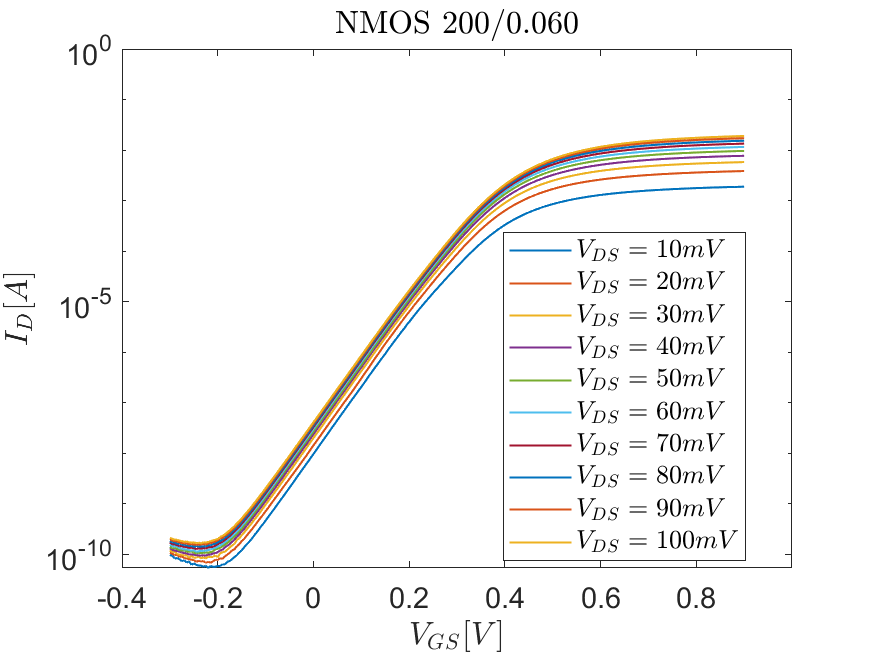 NMOS 200/0.060
10^0
10^-5
10^-10
I_D[A]
V_DS = 10mV
V_DS = 20mV
V_DS = 30mV
V_DS = 40mV
V_DS = 50mV
V_DS = 60mV
V_DS = 70mV
V_DS = 80mV
V_DS = 90mV
V_DS = 100mV
-0.4 -0.2 0 0.2 0.4 0.6 0.8
V_GS[V]